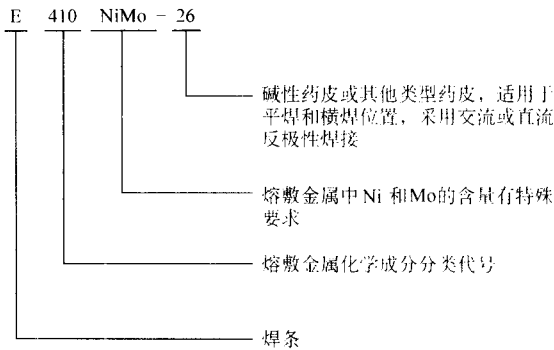 E 410 NiMo - 26
碱性药皮或其他类型药皮，适用于
平焊和横焊位置，采用交流或直流
反极性焊接
熔敷金属中Ni和Mo的含量有特殊
要求
熔敷金属化学成分分类代号
焊条